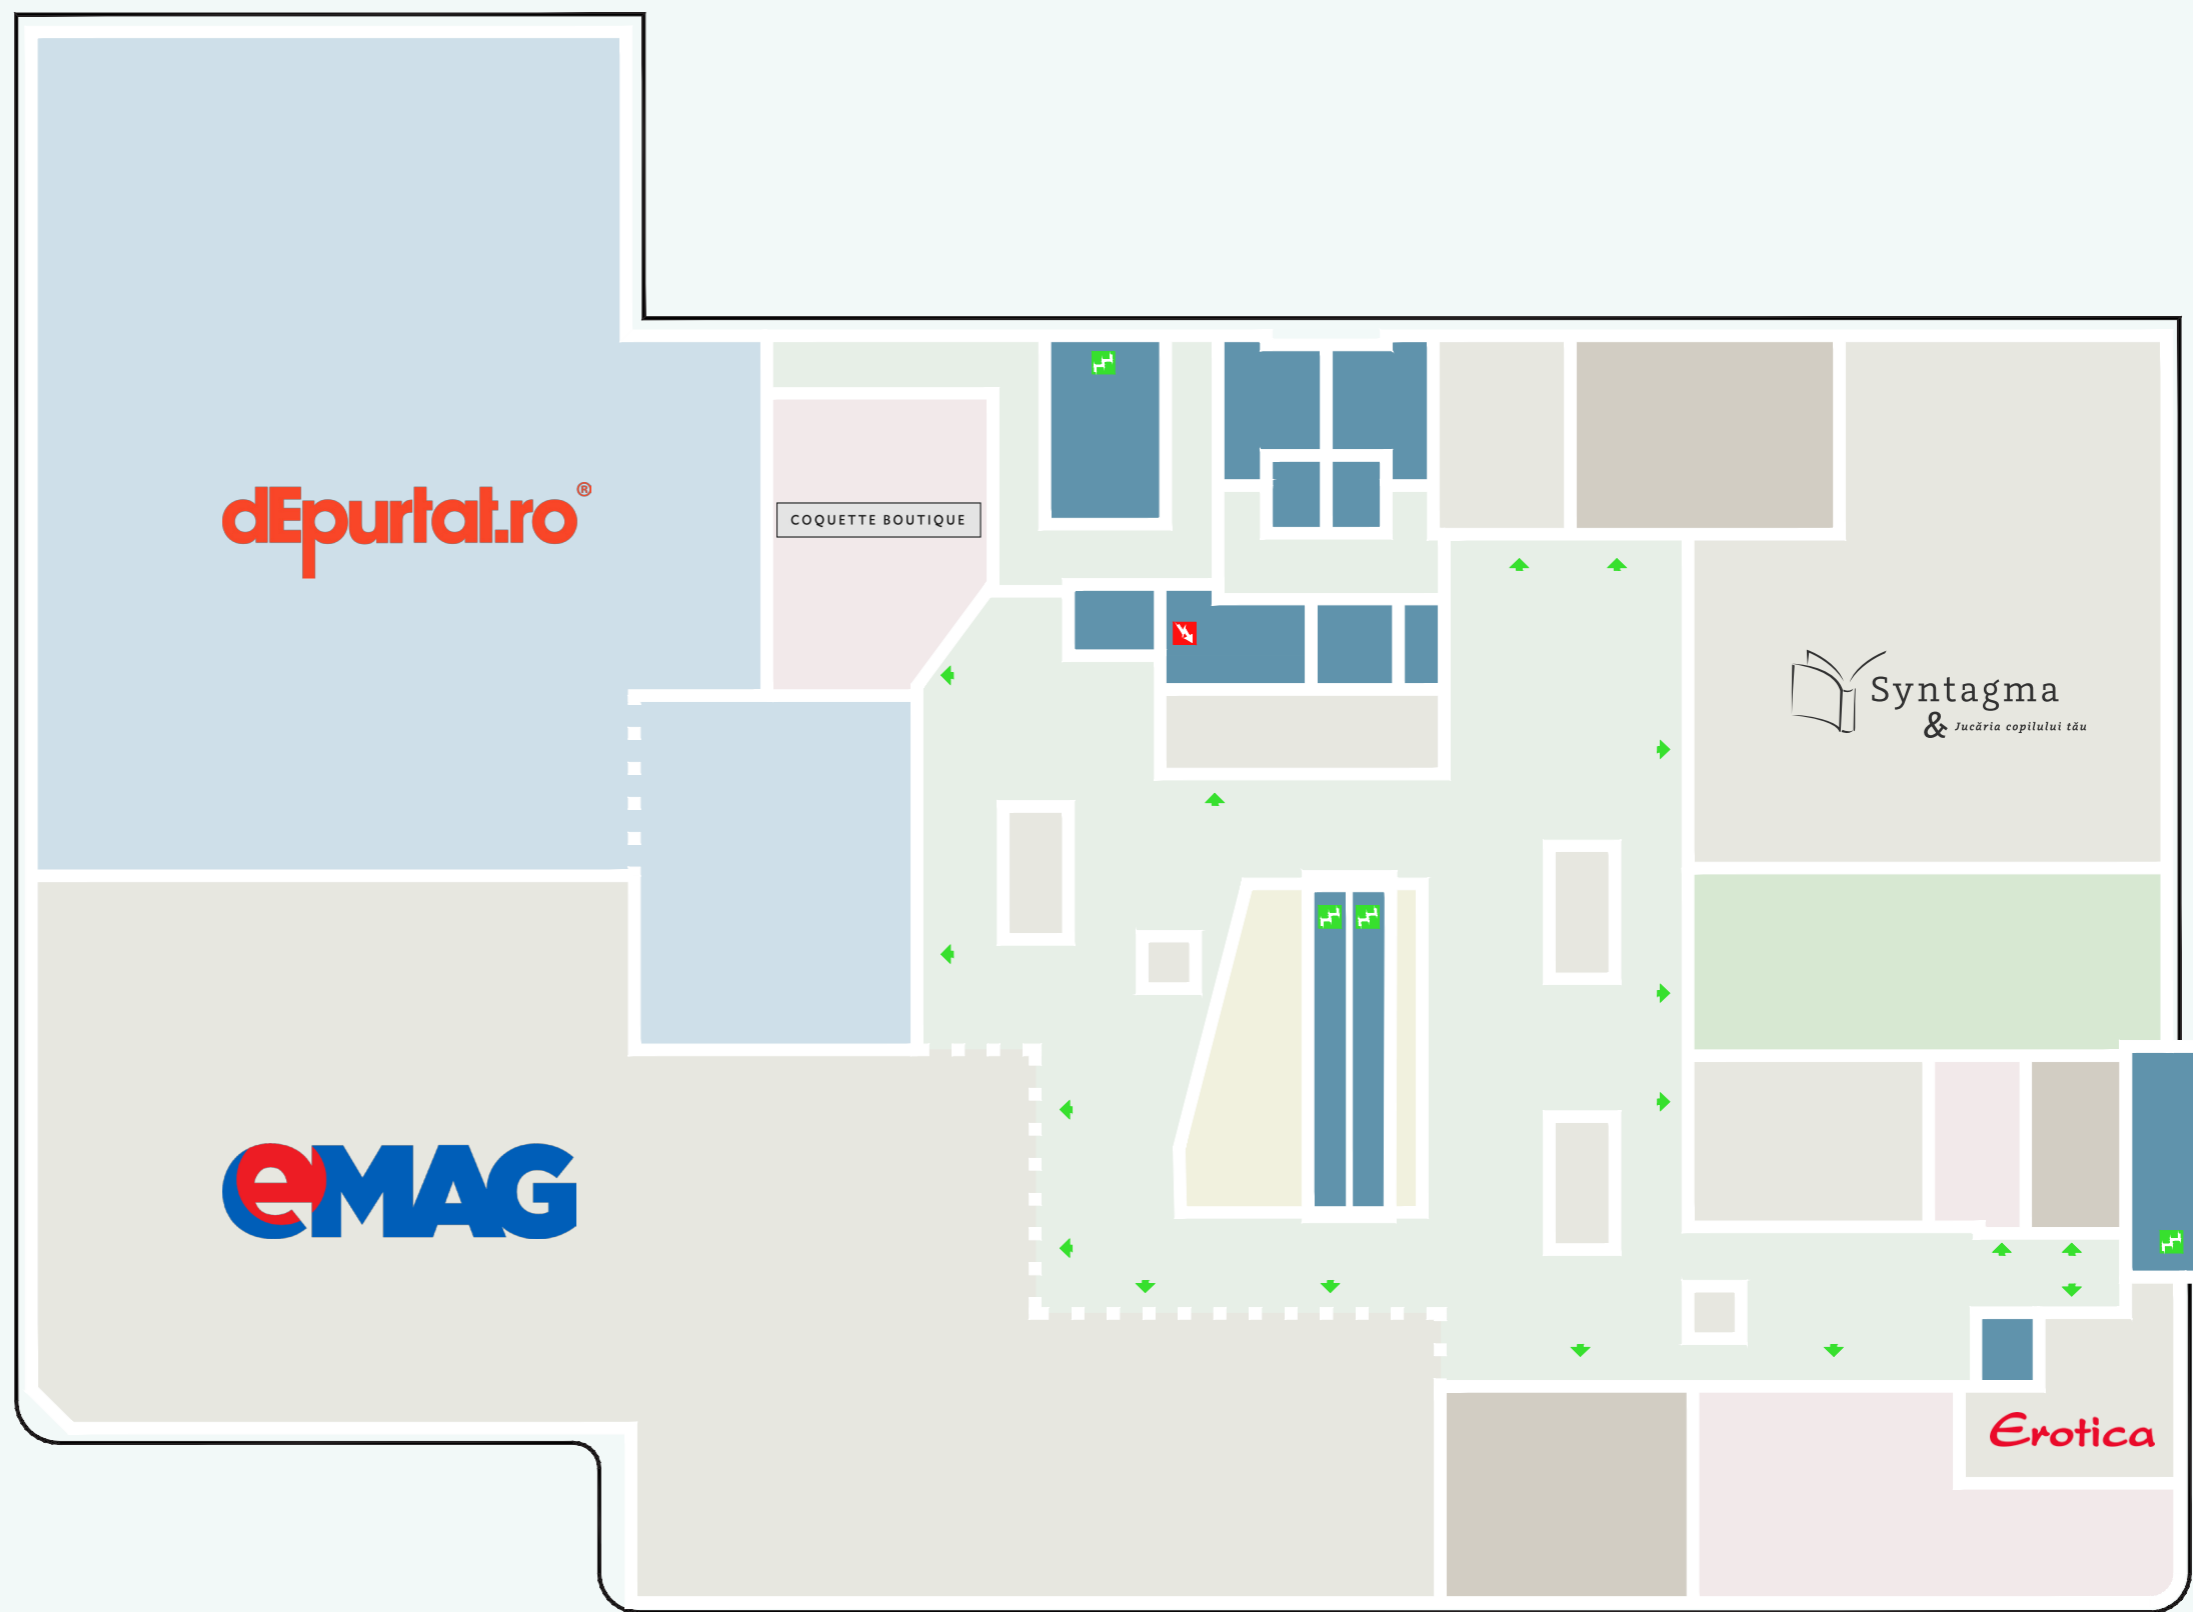 dEpurtat.ro®
COQUETTE BOUTIQUE
Syntagma
& Jucăria copilului tău
eMAG
Erotica